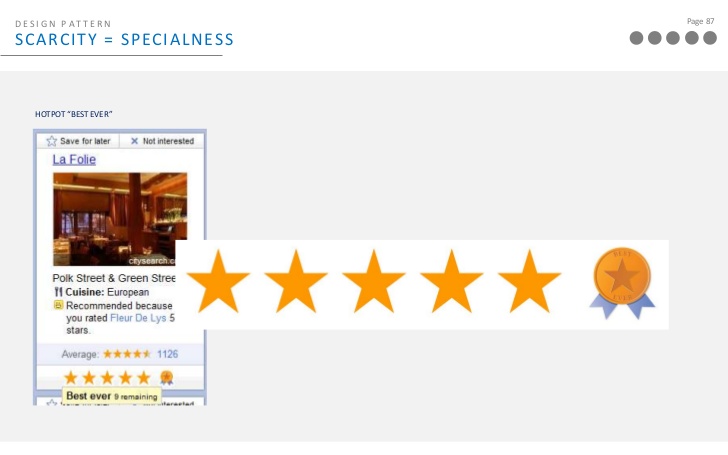 DESIGN PATTERN
SCARCITY = SPECIALNESS
Page 87
HOTPOT “BEST EVER”
Save for later
Not interested
La Folie
citysearch.c
Polk Street & Green Stree
Cuisine: European
Recommended because
you rated Fleur De Lys 5
stars.
Average: 1126
Best ever 9 remaining
BEST
EVER